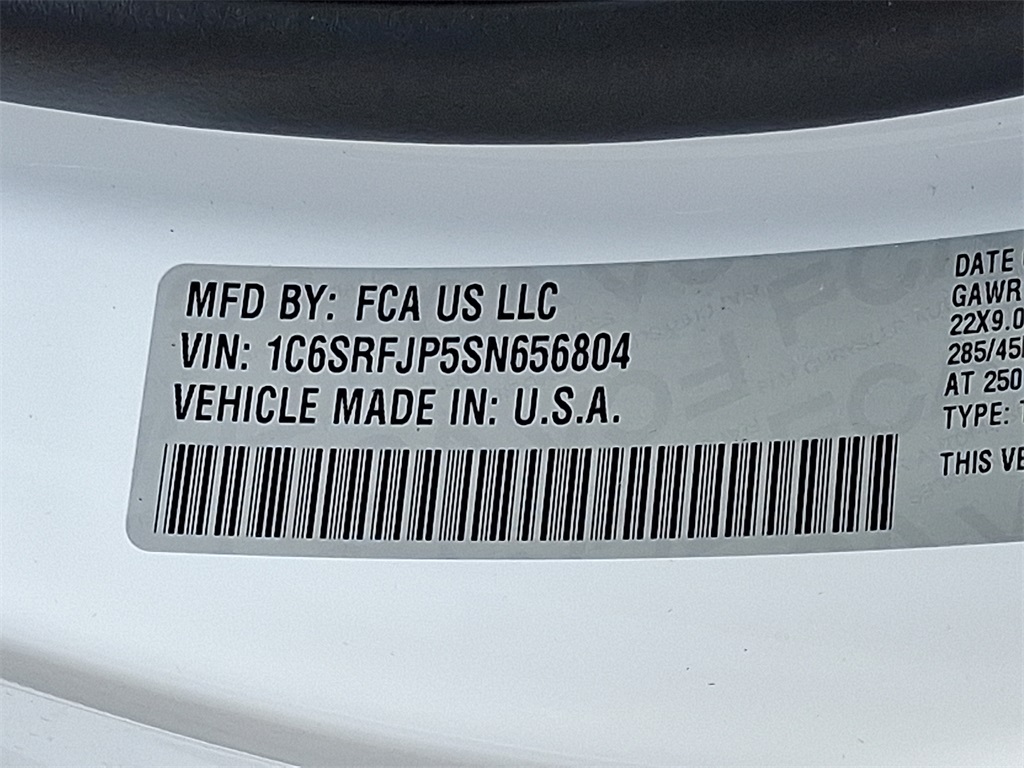 MFD BY: FCA US LLC
VIN: 1C6SRFJP5SN656804
VEHICLE MADE IN: U.S.A.
DATE
GAWR
22X9.0
285/45
AT 250
TYPE:
THIS